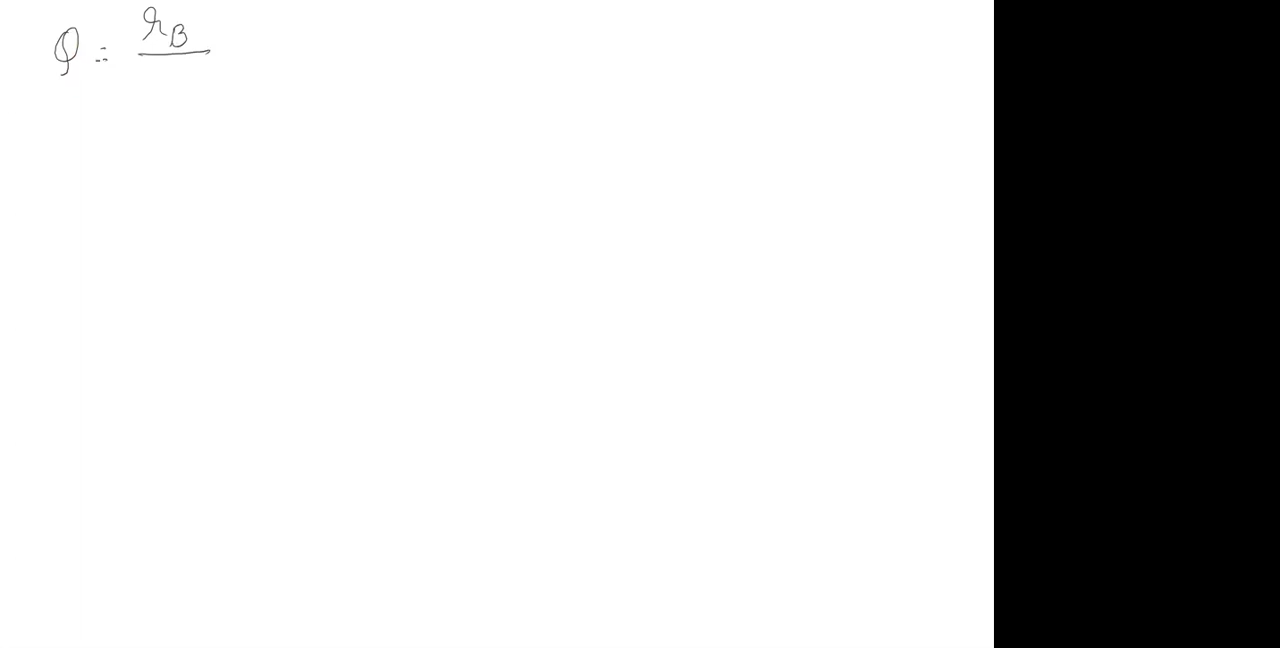 φ = r_B /